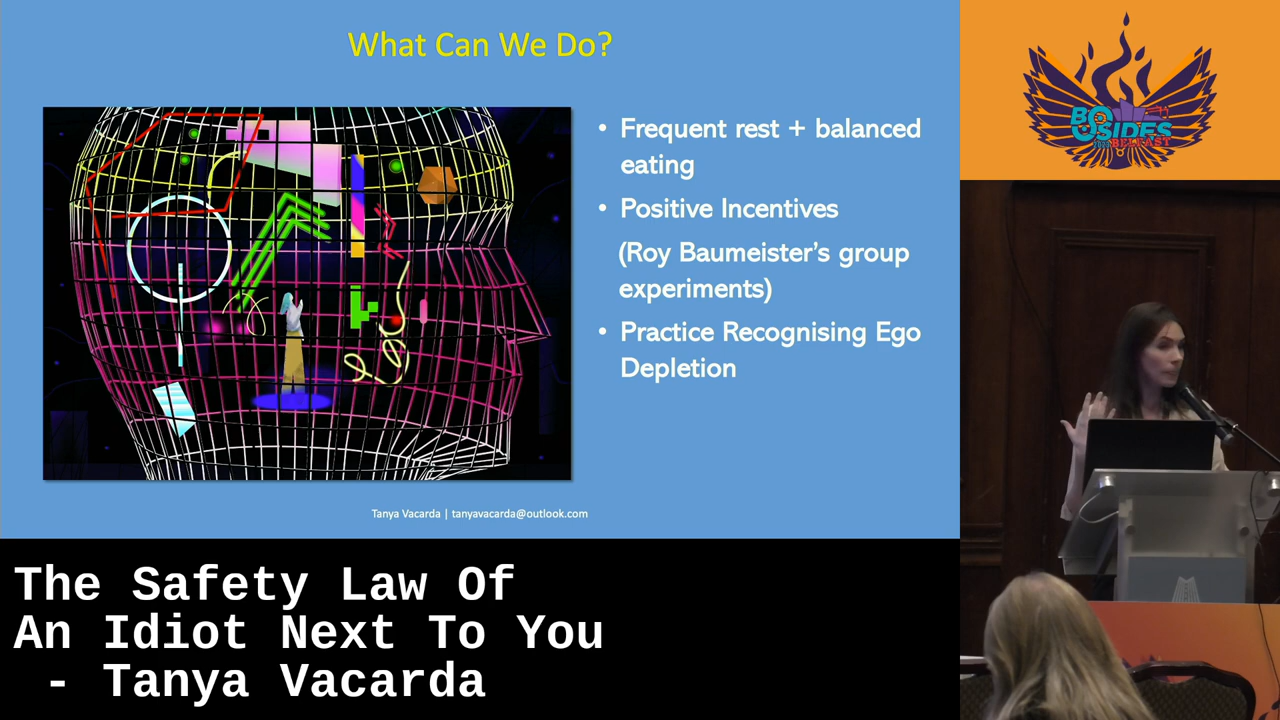 What Can We Do?
• Frequent rest + balanced
eating
• Positive Incentives
(Roy Baumeister’s group
experiments)
• Practice Recognising Ego
Depletion
Tanya Vacarda | tanyavacarda@outlook.com
BSIDES
BELFAST
The Safety Law Of
An Idiot Next To You
- Tanya Vacarda